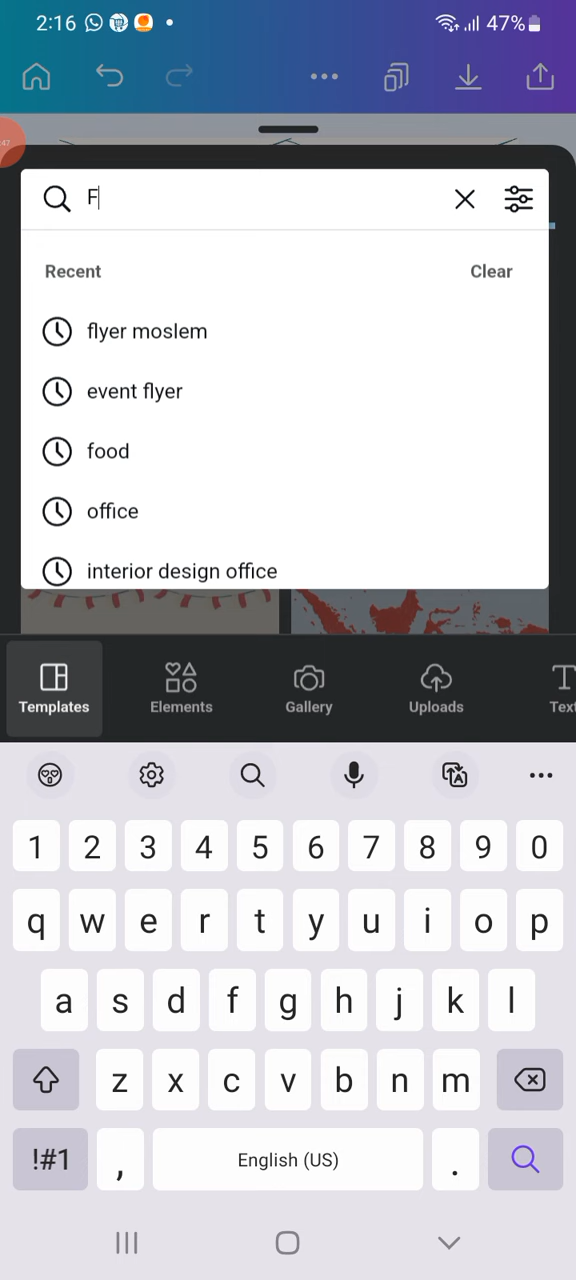 2:16 47%
:47
F
Recent Clear
flyer moslem
event flyer
food
office
interior design office
Templates Elements Gallery Uploads Text
1 2 3 4 5 6 7 8 9 0
q w e r t y u i o p
a s d f g h j k l
z x c v b n m
!#1 , English (US) .